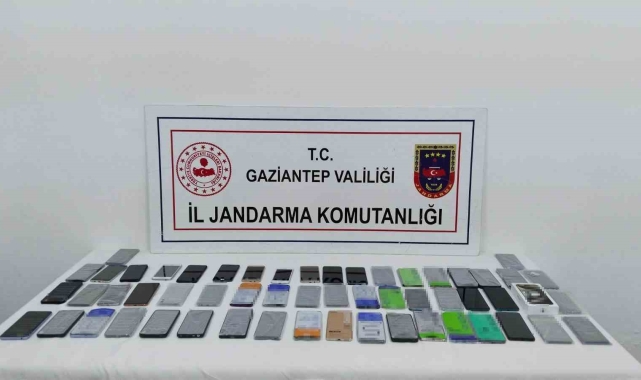 T.C.
GAZİANTEP VALİLİĞİ
İL JANDARMA KOMUTANLIĞI